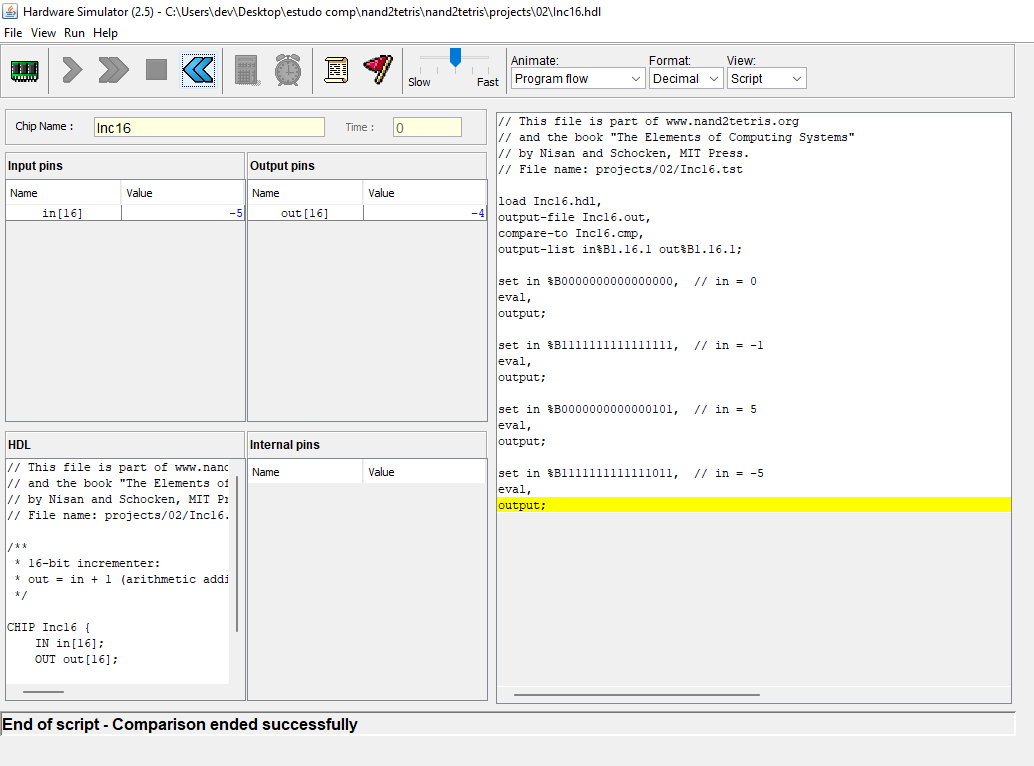 Hardware Simulator (2.5) - C:\Users\dev\Desktop\estudo comp\nand2tetris\nand2tetris\projects\02\Inc16.hdl
File View Run Help
Slow Fast
Animate: Format: View:
Program flow Decimal Script
Chip Name : Inc16 Time : 0
Input pins
Name Value
in[16] -5
Output pins
Name Value
out[16] -4
HDL
// This file is part of www.nand
// and the book "The Elements of
// by Nisan and Schocken, MIT Pr
// File name: projects/02/Inc16.
/**
* 16-bit incrementer:
* out = in + 1 (arithmetic addi
*/
CHIP Inc16 {
IN in[16];
OUT out[16];
Internal pins
Name Value
// This file is part of www.nand2tetris.org
// and the book "The Elements of Computing Systems"
// by Nisan and Schocken, MIT Press.
// File name: projects/02/Inc16.tst
load Inc16.hdl,
output-file Inc16.out,
compare-to Inc16.cmp,
output-list in%B1.16.1 out%B1.16.1;
set in %B0000000000000000,  // in = 0
eval,
output;
set in %B1111111111111111,  // in = -1
eval,
output;
set in %B0000000000000101,  // in = 5
eval,
output;
set in %B1111111111111011,  // in = -5
eval,
output;
End of script - Comparison ended successfully